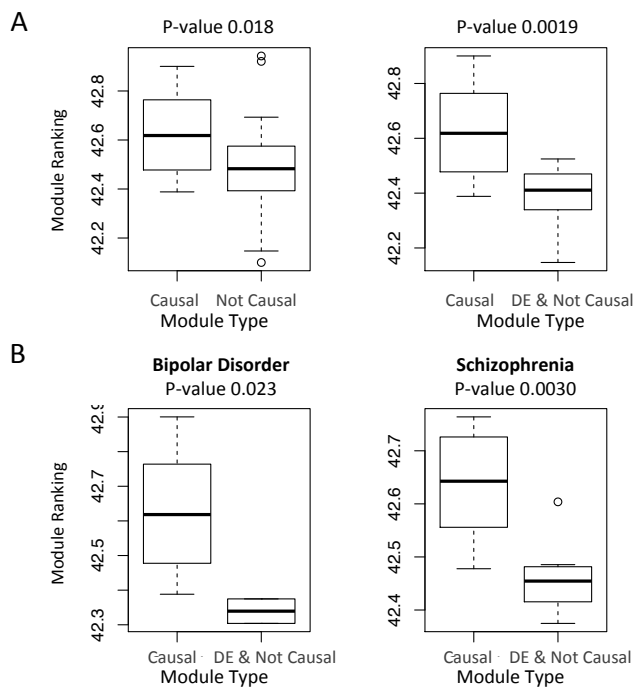 A
P-value 0.018
P-value 0.0019
Module Ranking
42.8
42.6
42.4
42.2
42.8
42.6
42.4
42.2
Causal
Not Causal
Causal
DE & Not Causal
Module Type
Module Type
B
Bipolar Disorder
Schizophrenia
P-value 0.023
P-value 0.0030
Module Ranking
42.9
42.7
42.5
42.3
42.7
42.6
42.5
42.4
Causal
DE & Not Causal
Causal
DE & Not Causal
Module Type
Module Type